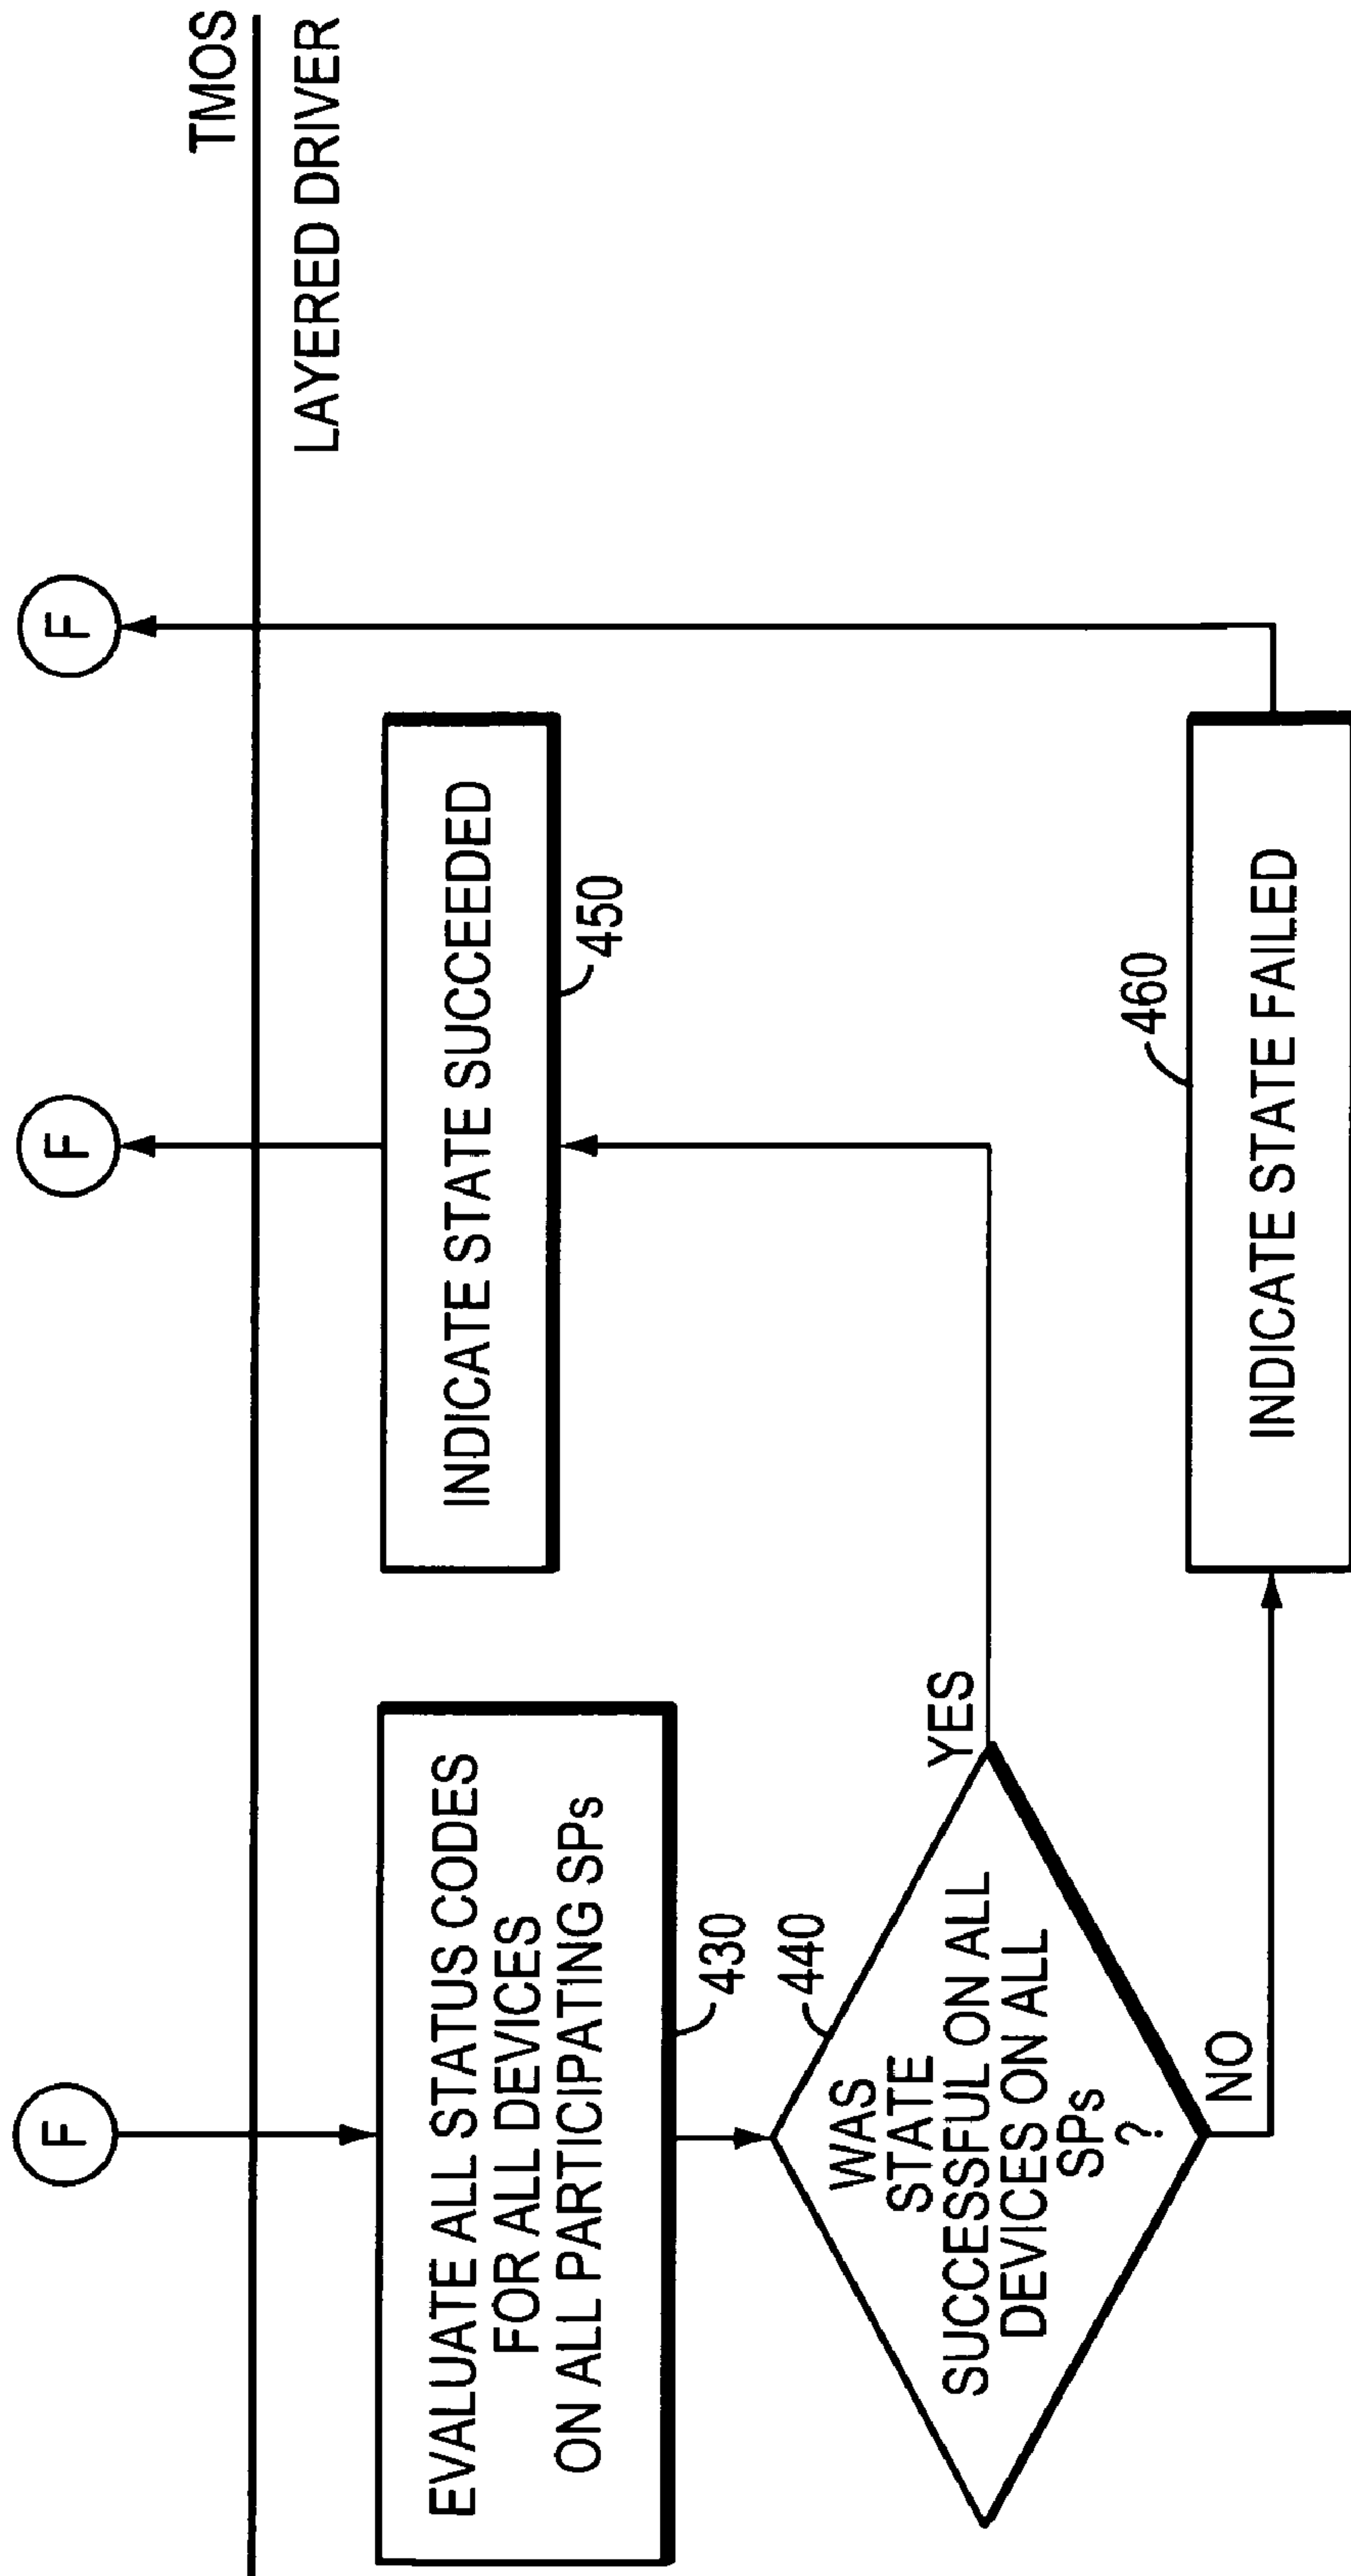 F
F
F
TMOS
LAYERED DRIVER
EVALUATE ALL STATUS CODES
FOR ALL DEVICES
ON ALL PARTICIPATING SPs
430
INDICATE STATE SUCCEEDED
450
440
WAS
STATE
SUCCESSFUL ON ALL
DEVICES ON ALL
SPs
?
YES
NO
460
INDICATE STATE FAILED